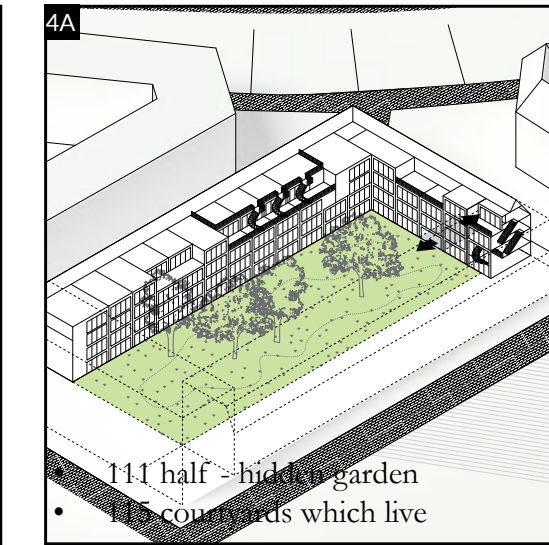 4A
• 111 half - hidden garden
• 115 courtyards which live